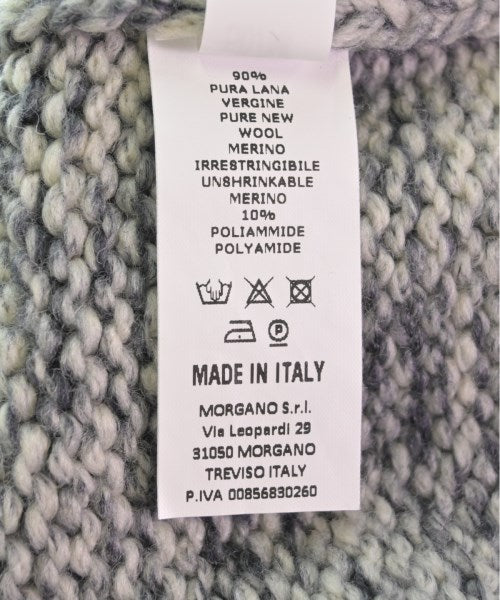 90%
PURA LANA
VERGINE
PURE NEW
WOOL
MERINO
IRRESTRINGIBILE
UNSHRINKABLE
MERINO
10%
POLIAMMIDE
POLYAMIDE
P
MADE IN ITALY
MORGANO S.r.l.
Via Leopardi 29
31050 MORGANO
TREVISO ITALY
P.IVA 00856830260